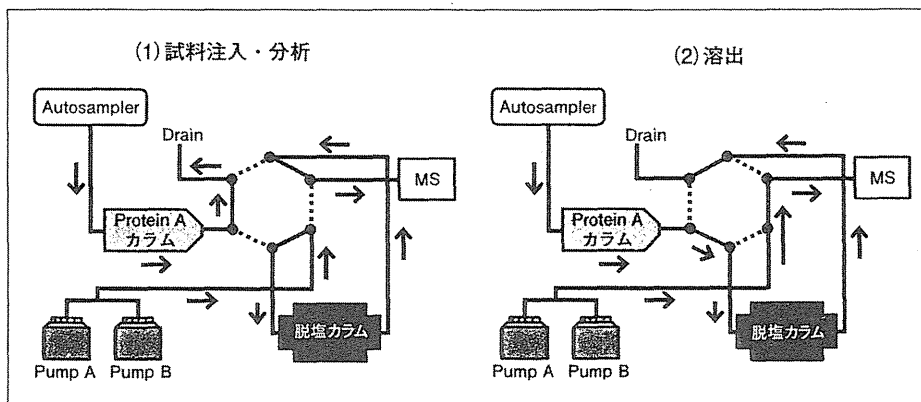 (1)試料注入・分析
Autosampler
Drain
MS
Protein A
カラム
脱塩カラム
Pump A Pump B
(2)溶出
Autosampler
Drain
MS
Protein A
カラム
脱塩カラム
Pump A Pump B